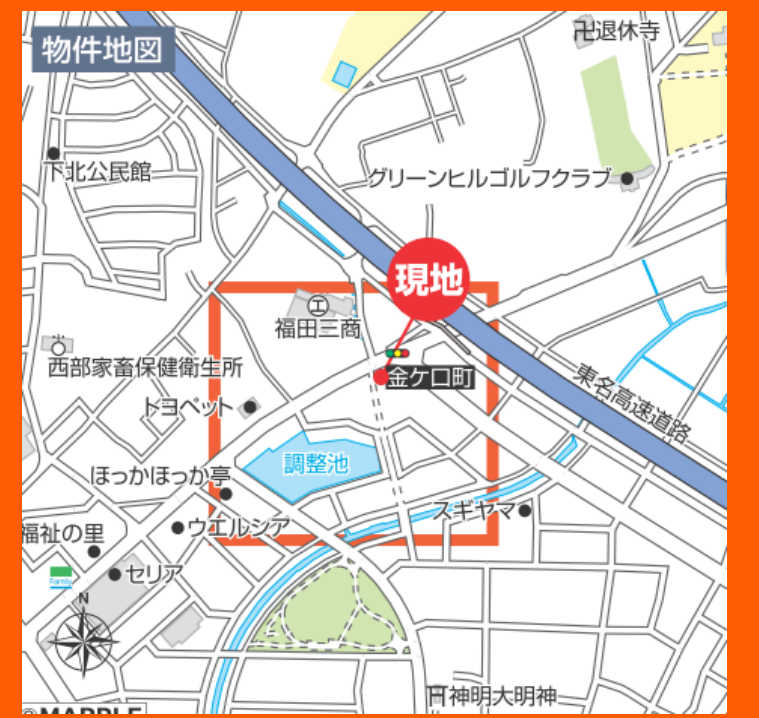 物件地図
卍退休寺
下北公民館
グリーンヒルゴルフクラブ
現地
福田三商
西部家畜保健衛生所
金ケ口町
東名高速道路
トヨペット
調整池
ほっかほっか亭
スギヤマ
ウエルシア
福祉の里
セリア
Family
N
神明大明神
©MAPPLE